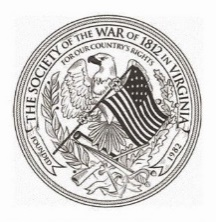 THE SOCIETY OF THE WAR OF 1812 IN VIRGINIA
FOR OUR COUNTRY'S RIGHTS
FOUNDED
1982